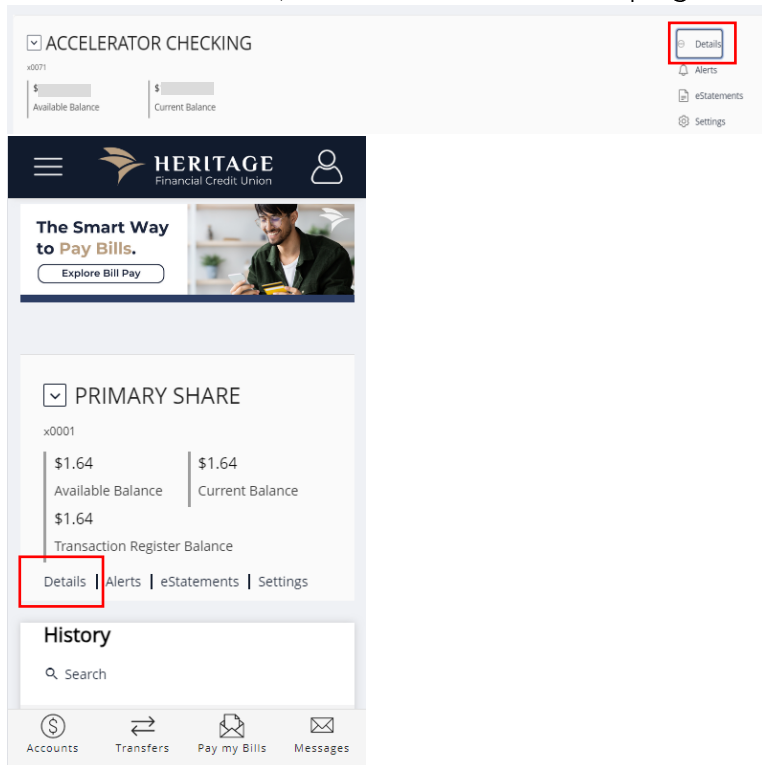 ACCELERATOR CHECKING
x0071
$ $
Available Balance Current Balance
Details
Alerts
eStatements
Settings
HERITAGE
Financial Credit Union
The Smart Way
to Pay Bills.
Explore Bill Pay
PRIMARY SHARE
x0001
$1.64 $1.64
Available Balance Current Balance
$1.64
Transaction Register Balance
Details | Alerts | eStatements | Settings
History
Search
Accounts Transfers Pay my Bills Messages